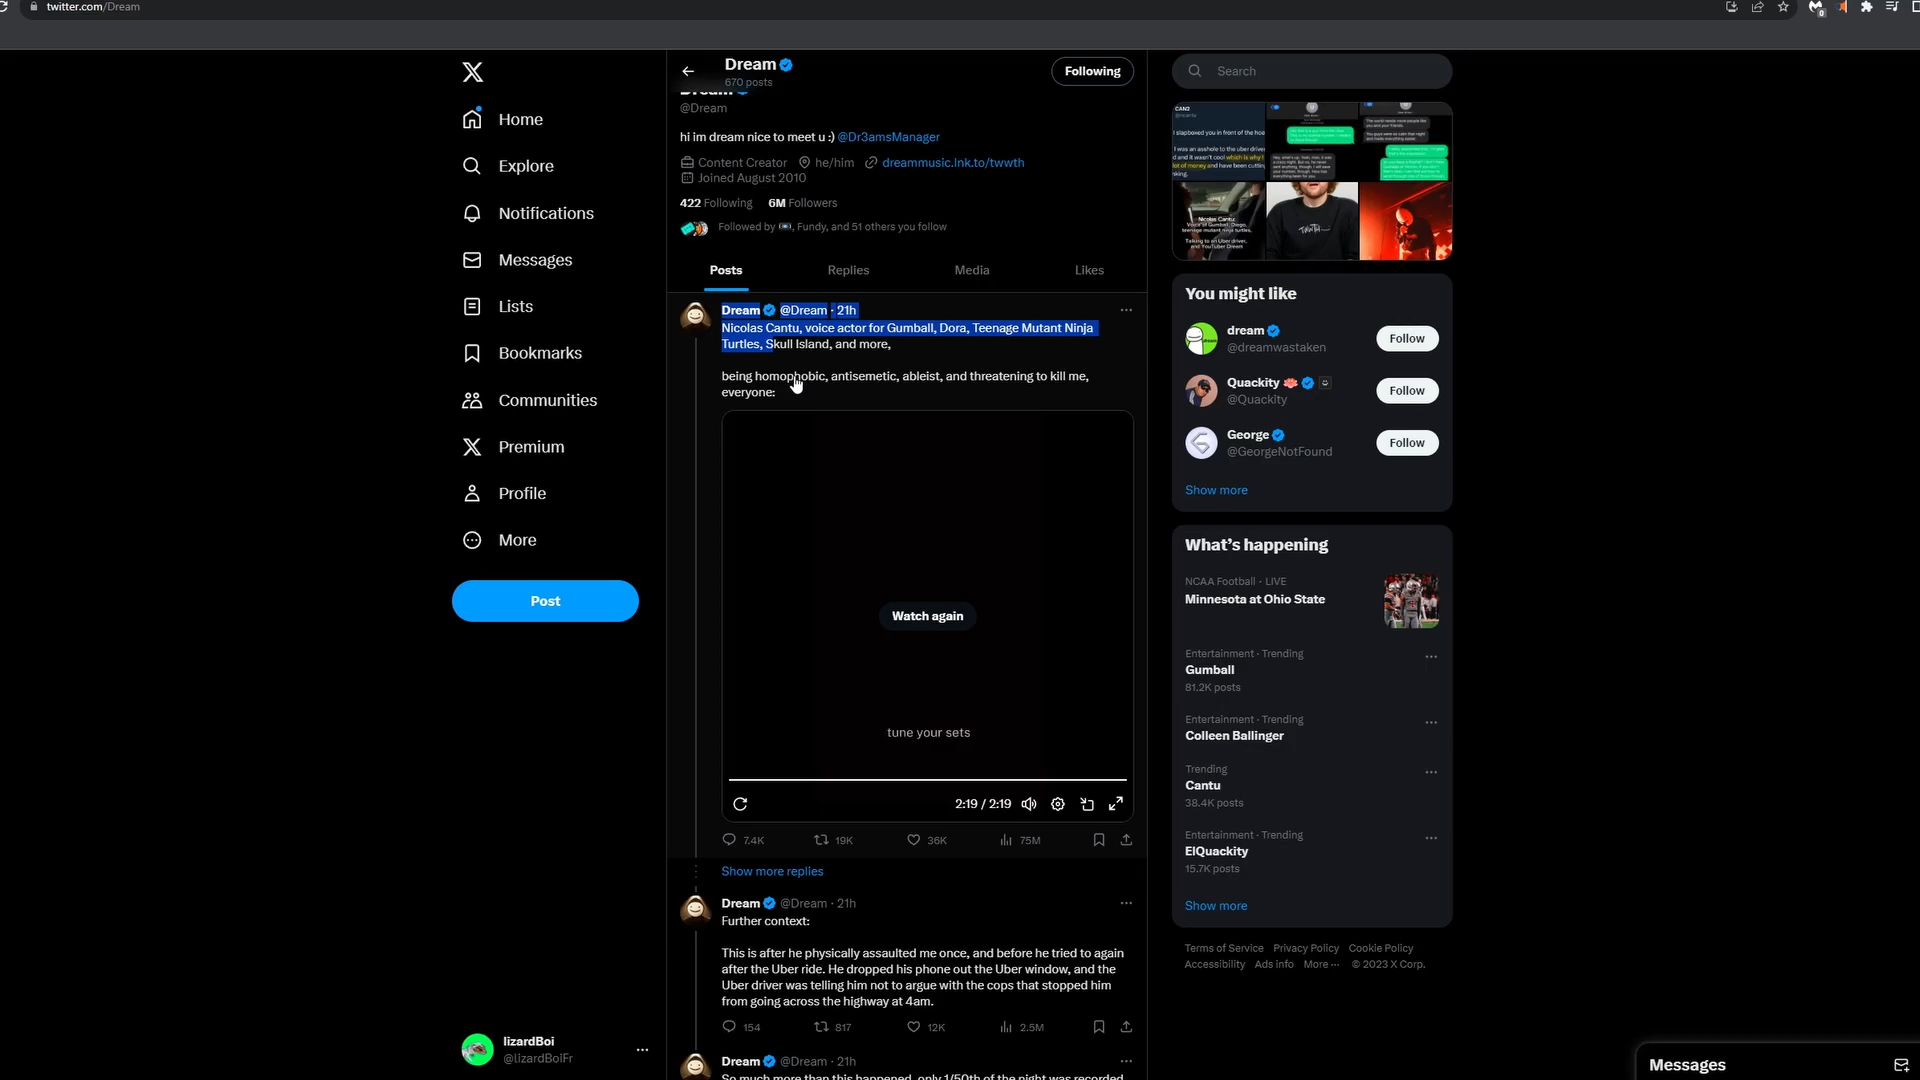 twitter.com/Dream
Home
Explore
Notifications
Messages
Lists
Bookmarks
Communities
Premium
Profile
More
Post
lizardBoi
@lizardBoiFr
Dream
670 posts
Following
@Dream
hi im dream nice to meet u :) @Dr3amsManager
Content Creator he/him dreammusic.lnk.to/twwth
Joined August 2010
422 Following 6M Followers
Followed by , Fundy, and 51 others you follow
Posts Replies Media Likes
Dream @Dream · 21h
Nicolas Cantu, voice actor for Gumball, Dora, Teenage Mutant Ninja
Turtles, Skull Island, and more,
being homophobic, antisemetic, ableist, and threatening to kill me,
everyone:
Watch again
tune your sets
2:19 / 2:19
7.4K 19K 36K 75M
Show more replies
Dream @Dream · 21h
Further context:
This is after he physically assaulted me once, and before he tried to again
after the Uber ride. He dropped his phone out the Uber window, and the
Uber driver was telling him not to argue with the cops that stopped him
from going across the highway at 4am.
154 817 12K 2.5M
Dream @Dream · 21h
So much more than this happened, only 1/50th of the night was recorded
Search
You might like
dream
@dreamwastaken
Follow
Quackity
@Quackity
Follow
George
@GeorgeNotFound
Follow
Show more
What's happening
NCAA Football · LIVE
Minnesota at Ohio State
Entertainment · Trending
Gumball
81.2K posts
Entertainment · Trending
Colleen Ballinger
Trending
Cantu
38.4K posts
Entertainment · Trending
ElQuackity
15.7K posts
Show more
Terms of Service Privacy Policy Cookie Policy
Accessibility Ads info More ··· © 2023 X Corp.
Messages